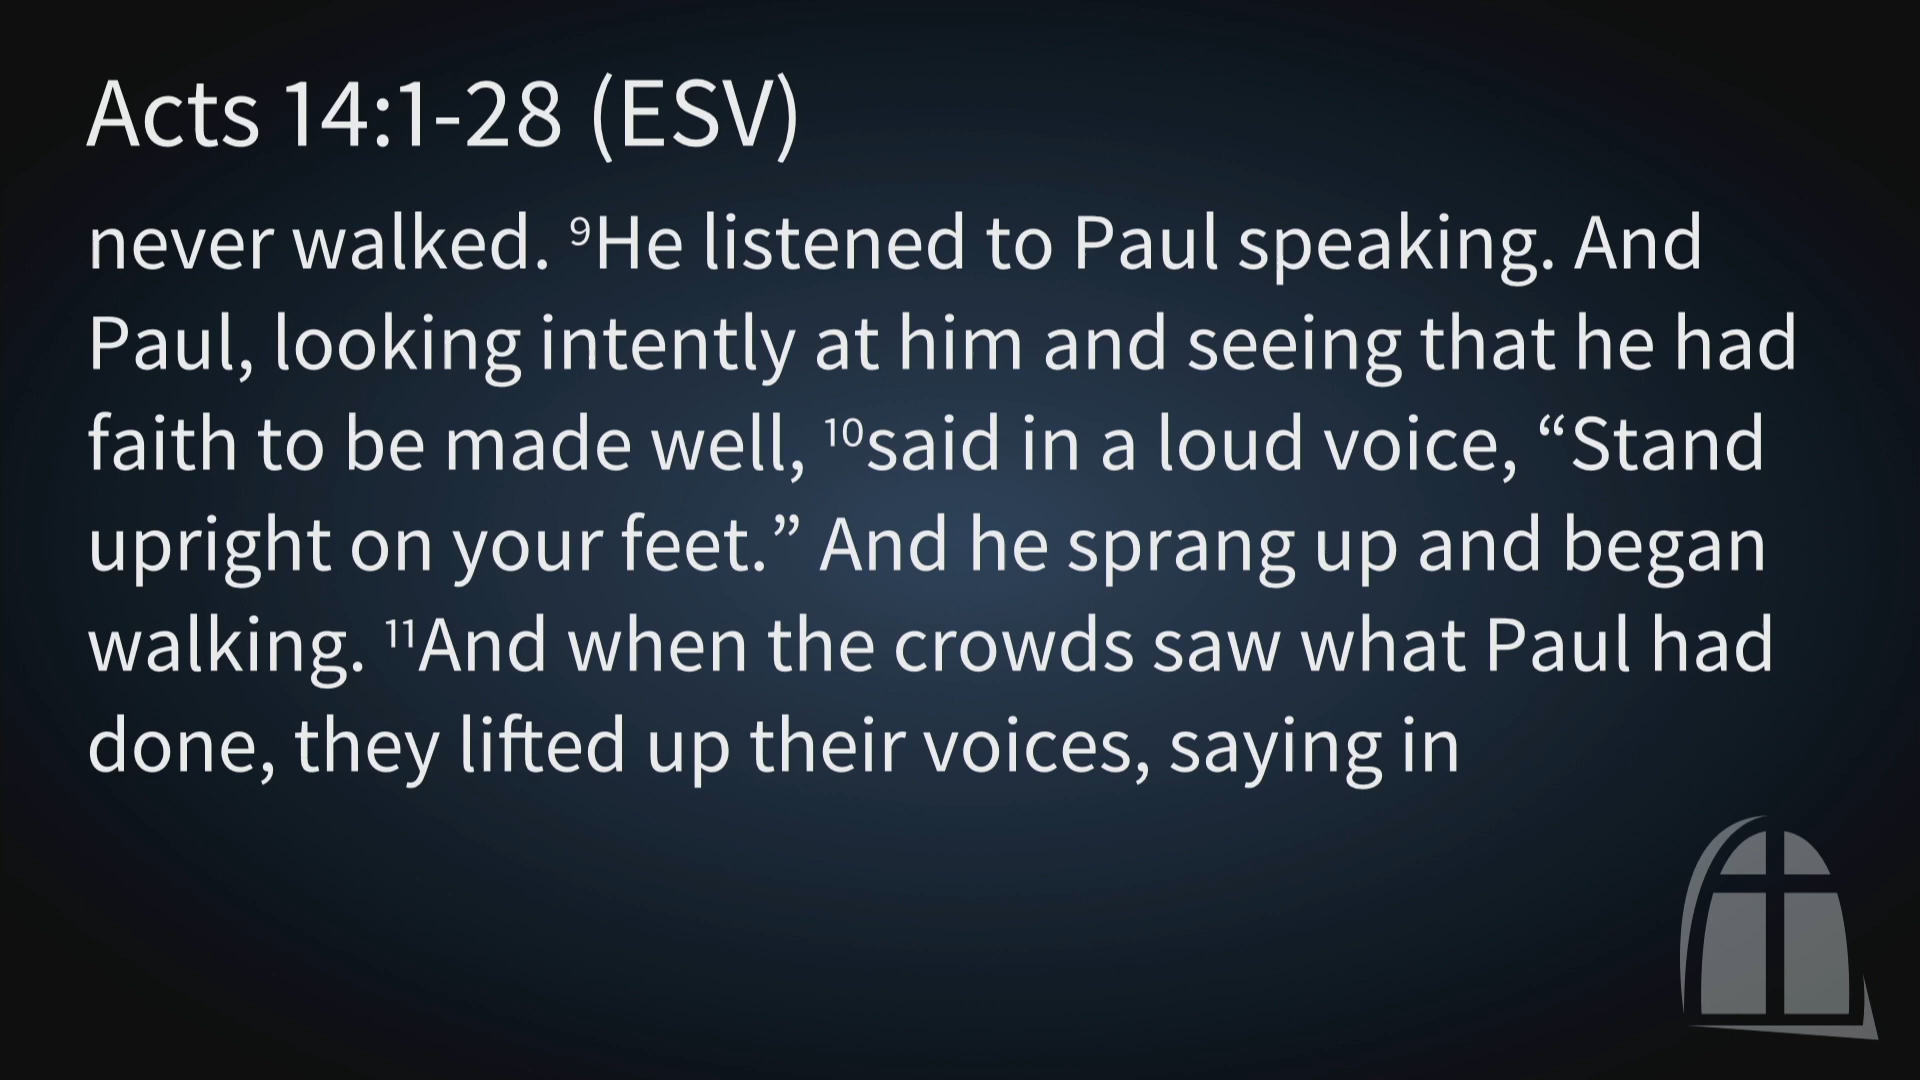 Acts 14:1-28 (ESV)
never walked. ⁹He listened to Paul speaking. And
Paul, looking intently at him and seeing that he had
faith to be made well, ¹⁰said in a loud voice, “Stand
upright on your feet.” And he sprang up and began
walking. ¹¹And when the crowds saw what Paul had
done, they lifted up their voices, saying in